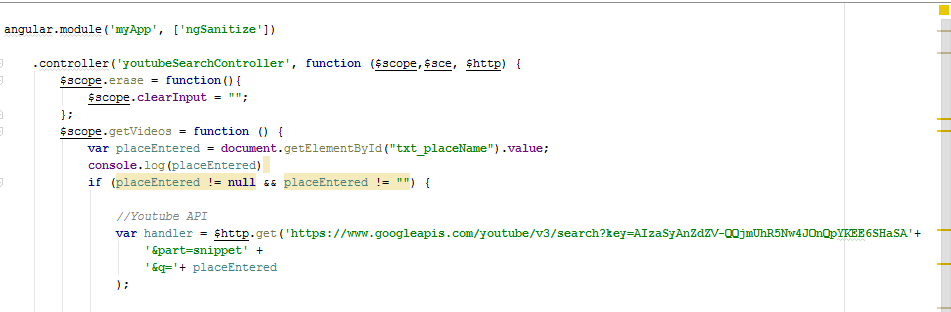 angular.module('myApp', ['ngSanitize'])
.controller('youtubeSearchController', function ($scope,$sce, $http) {
$scope.erase = function(){
$scope.clearInput = "";
};
$scope.getVideos = function () {
var placeEntered = document.getElementById("txt_placeName").value;
console.log(placeEntered)
if (placeEntered != null && placeEntered != "") {
//Youtube API
var handler = $http.get('https://www.googleapis.com/youtube/v3/search?key=AIzaSyAnZdZV-QQjmUhR5Nw4JOnQpYKEE6SHaSA'+
'&part=snippet' +
'&q='+ placeEntered
);